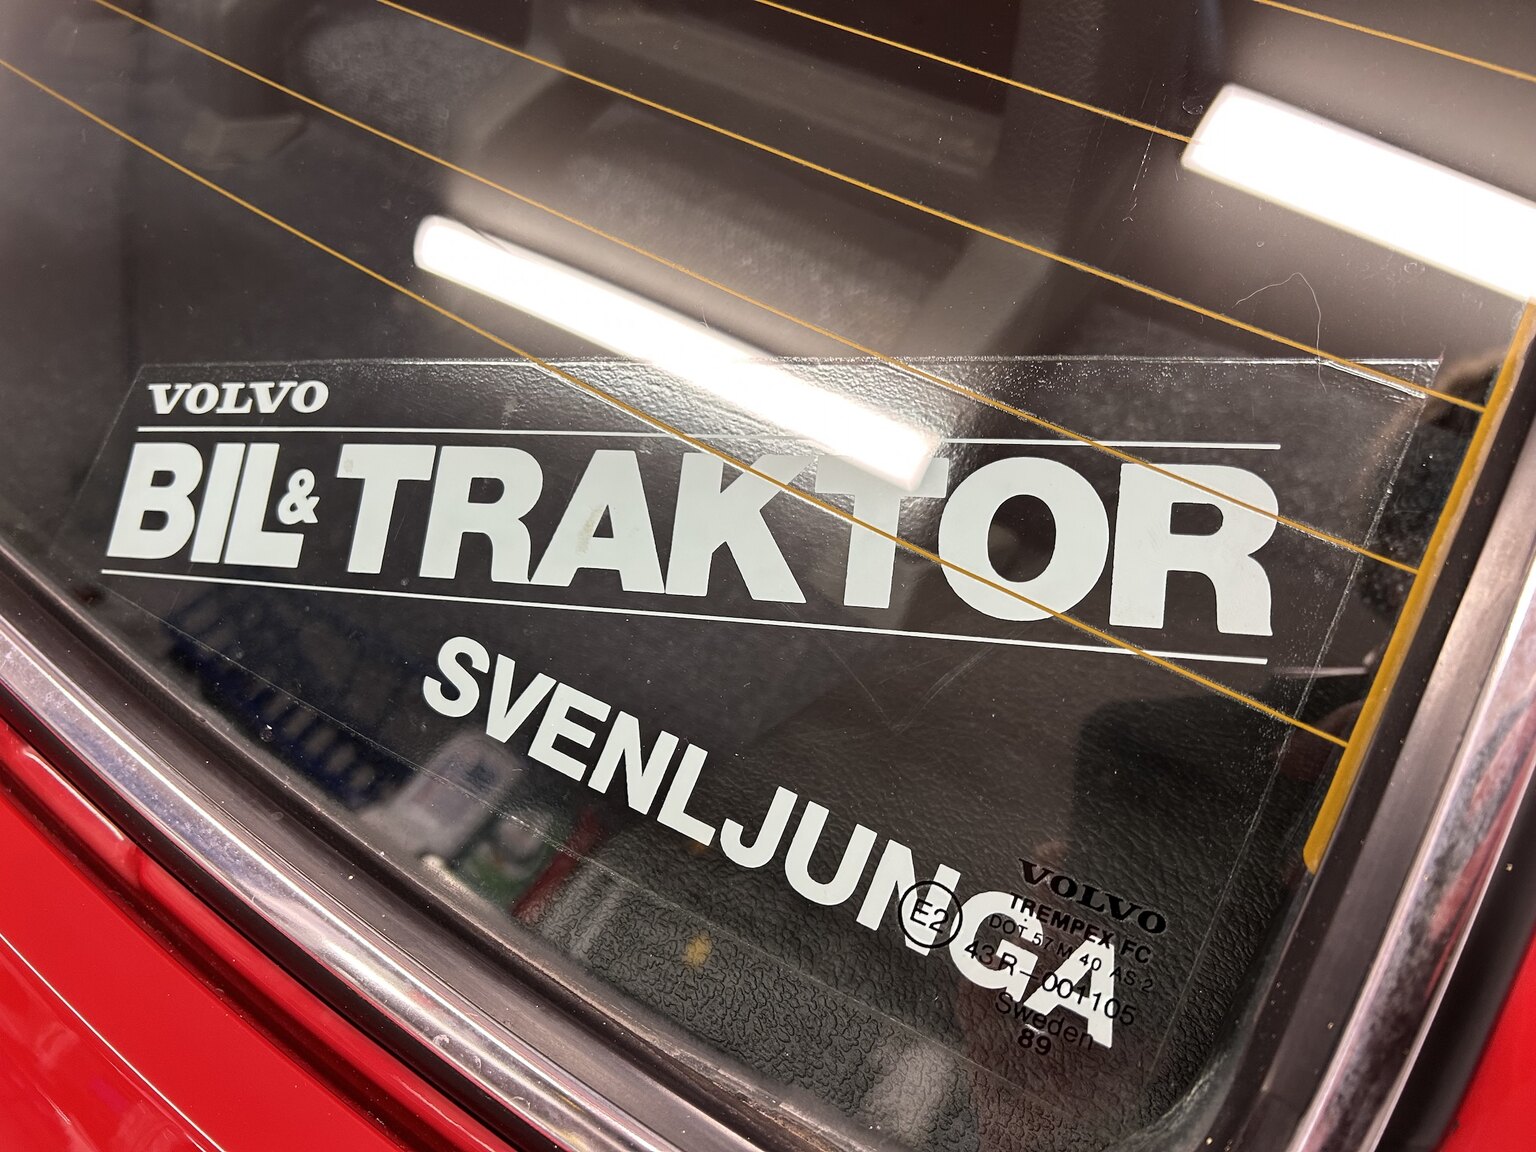 VOLVO
BIL & TRAKTOR
SVENLJUNGA
VOLVO
TREMPEX FC
DOT 57 M 40 AS 2
E2 43R-001105
Sweden
89